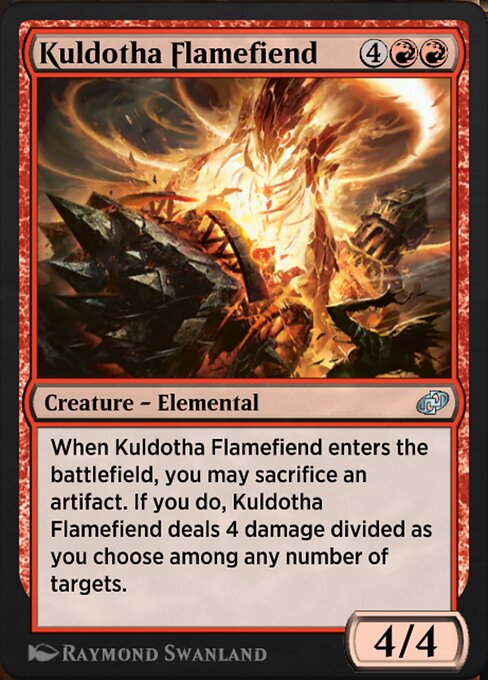 Kuldotha Flamefiend 4
Creature – Elemental
When Kuldotha Flamefiend enters the
battlefield, you may sacrifice an
artifact. If you do, Kuldotha
Flamefiend deals 4 damage divided as
you choose among any number of
targets.
4/4
Raymond Swanland